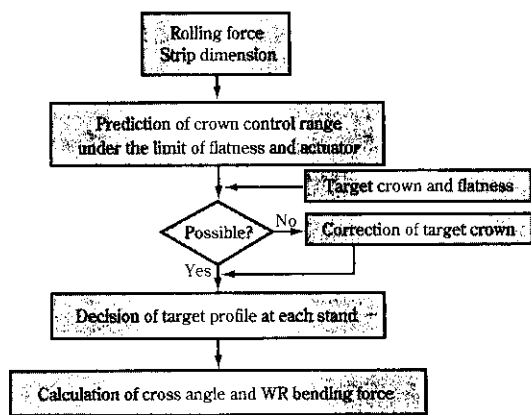 Rolling force
Strip dimension
Prediction of crown control range
under the limit of flatness and actuator
Target crown and flatness
Possible?
No
Correction of target crown
Yes
Decision of target profile at each stand
Calculation of cross angle and WR bending force